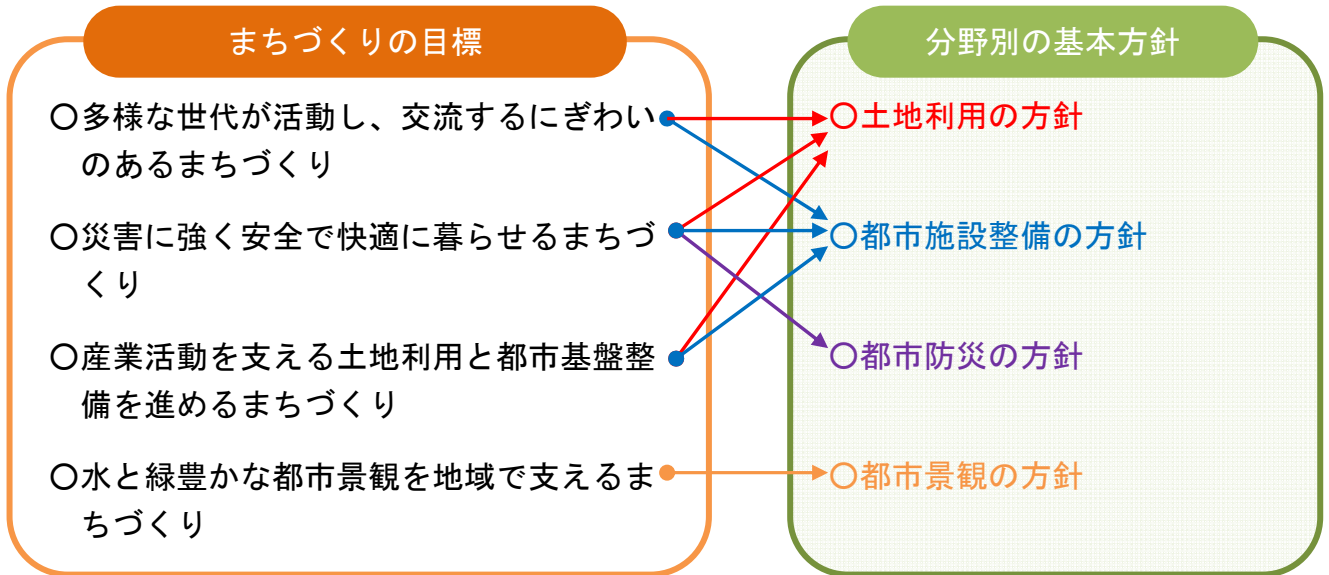 まちづくりの目標
〇多様な世代が活動し、交流するにぎわい
のあるまちづくり
〇災害に強く安全で快適に暮らせるまちづ
くり
〇産業活動を支える土地利用と都市基盤整
備を進めるまちづくり
〇水と緑豊かな都市景観を地域で支えるま
ちづくり
分野別の基本方針
〇土地利用の方針
〇都市施設整備の方針
〇都市防災の方針
〇都市景観の方針